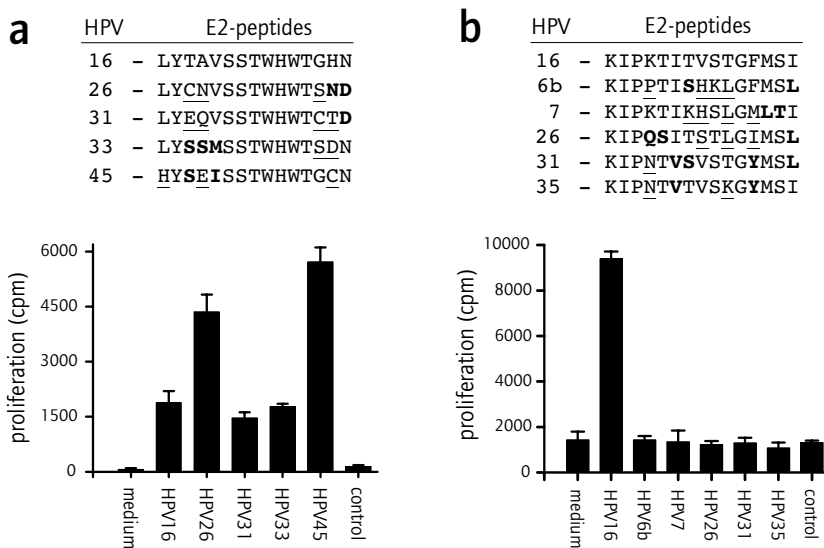 a
HPV E2-peptides
16 – LYTAVSSTWHWTGHN
26 – LYCNVSSTWHWTSND
31 – LYEQVSSTWHWTCTD
33 – LYSSMSSTWHWTSDN
45 – HYSEISSTWHWTGCN
proliferation (cpm)
6000
4500
3000
1500
0
medium
HPV16
HPV26
HPV31
HPV33
HPV45
control
b
HPV E2-peptides
16 – KIPKTITVSTGFMSI
6b – KIPPTISHKLGFMSL
7 – KIPKTIKHSLGMLTI
26 – KIPQSITSTLGIMSL
31 – KIPNTVSVSTGYMSL
35 – KIPNTVTVSKGYMSI
proliferation (cpm)
10000
8000
6000
4000
2000
0
medium
HPV16
HPV6b
HPV7
HPV26
HPV31
HPV35
control